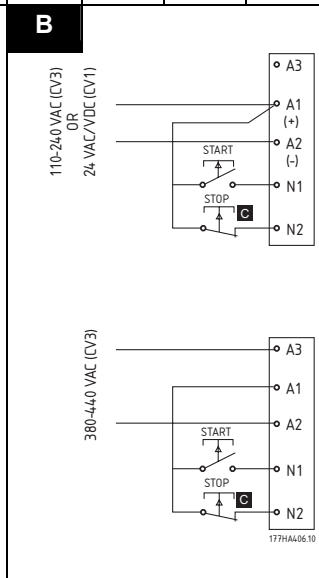 B
110-240 VAC (CV3)
OR
24 VAC/VDC (CV1)
A3
A1
(+)
A2
(-)
START
N1
STOP
C
N2
380-440 VAC (CV3)
A3
A1
A2
START
N1
STOP
C
N2
177HA406.10